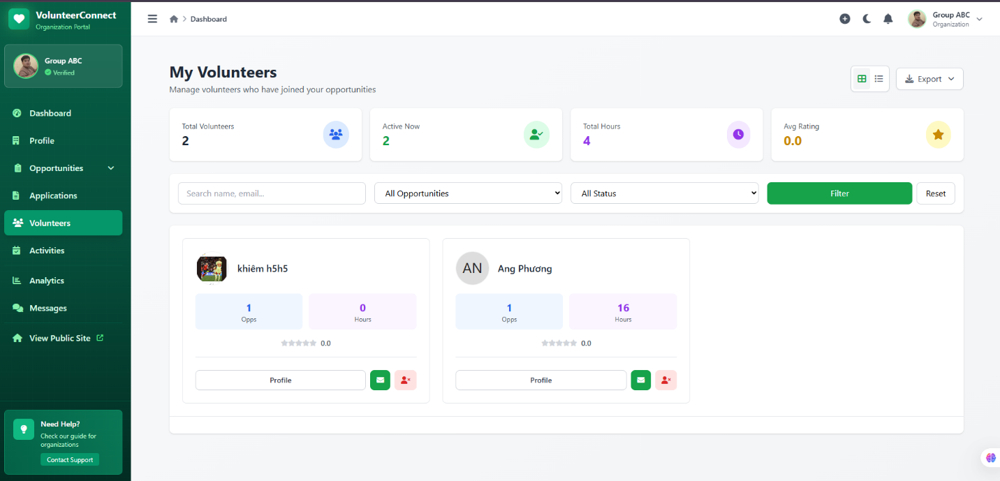 VolunteerConnect
Organization Portal
Group ABC
Verified
Dashboard
Profile
Opportunities
Applications
Volunteers
Activities
Analytics
Messages
View Public Site
Need Help?
Check our guide for
organizations
Contact Support
Dashboard
Group ABC
Organization
My Volunteers
Manage volunteers who have joined your opportunities
Export
Total Volunteers
2
Active Now
2
Total Hours
4
Avg Rating
0.0
Search name, email...
All Opportunities
All Status
Filter
Reset
khiêm h5h5
1
Opps
0
Hours
0.0
Profile
AN
Ang Phương
1
Opps
16
Hours
0.0
Profile